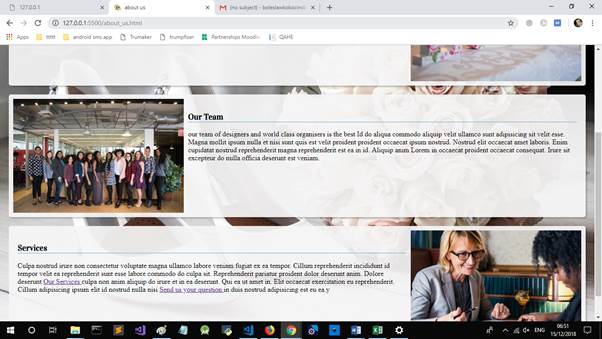 127.0.0.1
about us
(no subject) - boleslawkokoszinsk
127.0.0.1:5500/about_us.html
Apps
ttttt
android sms app
Trumaker
trumpfixer
Partnerships Moodle
QAHE
Our Team
our team of designers and world class organisers is the best Id do aliqua commodo aliquip velit ullamco sunt adipisicing sit velit esse.
Magna mollit ipsum nulla et nisi sunt quis est velit proident proident occaecat ipsum nostrud. Nostrud elit occaecat amet laboris. Enim
cupidatat nostrud reprehenderit magna reprehenderit est ea in id. Aliquip anim Lorem in occaecat proident occaecat consequat. Irure sit
excepteur do nulla officia deserunt est veniam.
Services
Culpa nostrud irure non consectetur voluptate magna ullamco labore veniam fugiat ex ea tempor. Cillum reprehenderit incididunt id
tempor velit ea reprehenderit sunt esse labore commodo do culpa sit. Reprehenderit pariatur proident dolor deserunt anim. Dolore
deserunt Our Services culpa non anim aliquip do irure et in ea deserunt. Qui ea ut amet in. Elit occaecat exercitation eu reprehenderit.
Cillum adipisicing ipsum elit id nostrud nulla nisi Send us your question in duis nostrud adipisicing est eu ea.y
ENG
06:51
15/12/2018